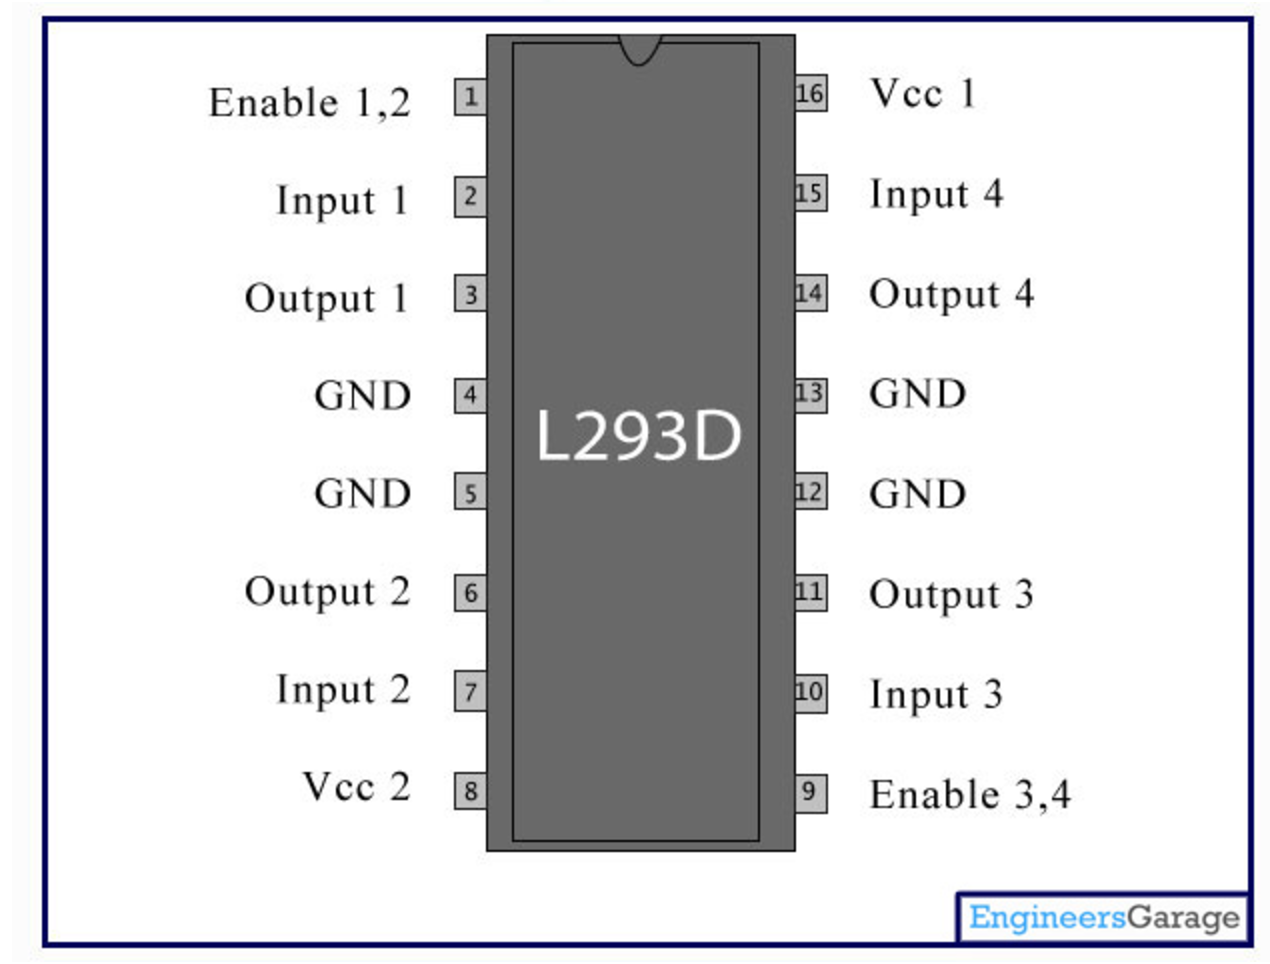 Enable 1,2 1
Input 1 2
Output 1 3
GND 4
GND 5
Output 2 6
Input 2 7
Vcc 2 8
L293D
16 Vcc 1
15 Input 4
14 Output 4
13 GND
12 GND
11 Output 3
10 Input 3
9 Enable 3,4
EngineersGarage